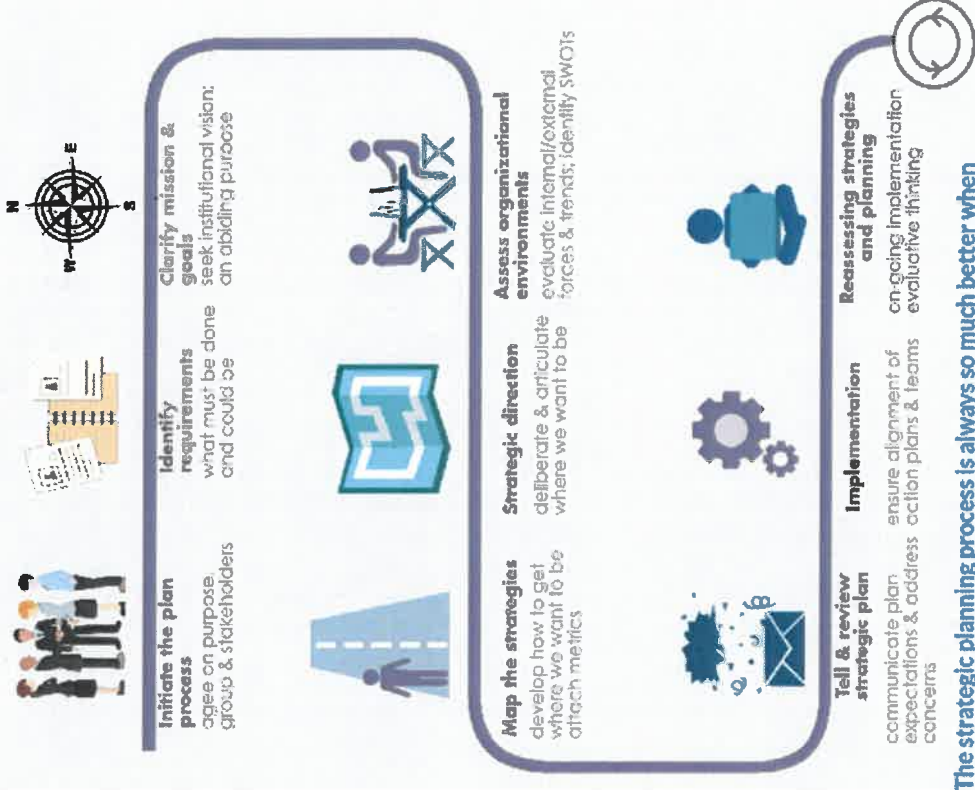 N
W E
S
Initiate the plan
process
agree on purpose,
group & stakeholders
Identify
requirements
what must be done
and could be
Clarify mission &
goals
seek institutional vision;
an abiding purpose
Map the strategies
develop how to get
where we want to be
attach metrics
Strategic direction
deliberate & articulate
where we want to be
Assess organizational
environments
evaluate internal/external
forces & trends; identify SWOTs
Tell & review
strategic plan
communicate plan
expectations & address
concerns
Implementation
ensure alignment of
action plans & teams
Reassessing strategies
and planning
on-going implementation
evaluative thinking
The strategic planning process is always so much better when